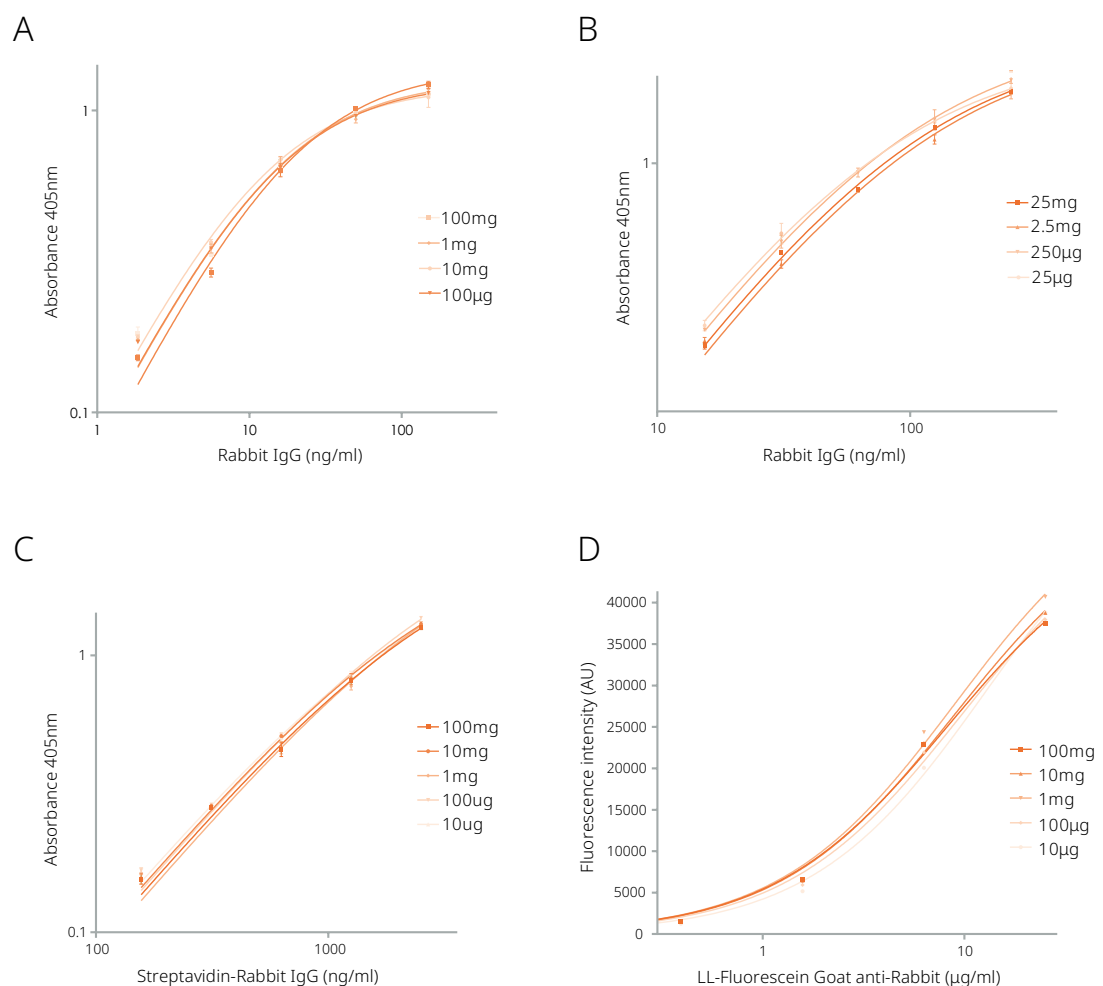 A
1
0.1
1
10
100
Absorbance 405nm
Rabbit IgG (ng/ml)
100mg
1mg
10mg
100µg
B
1
10
100
Absorbance 405nm
Rabbit IgG (ng/ml)
25mg
2.5mg
250µg
25µg
C
1
0.1
100
1000
Absorbance 405nm
Streptavidin-Rabbit IgG (ng/ml)
100mg
10mg
1mg
100ug
10ug
D
40000
35000
30000
25000
20000
15000
10000
5000
0
1
10
Fluorescence intensity (AU)
LL-Fluorescein Goat anti-Rabbit (µg/ml)
100mg
10mg
1mg
100µg
10µg